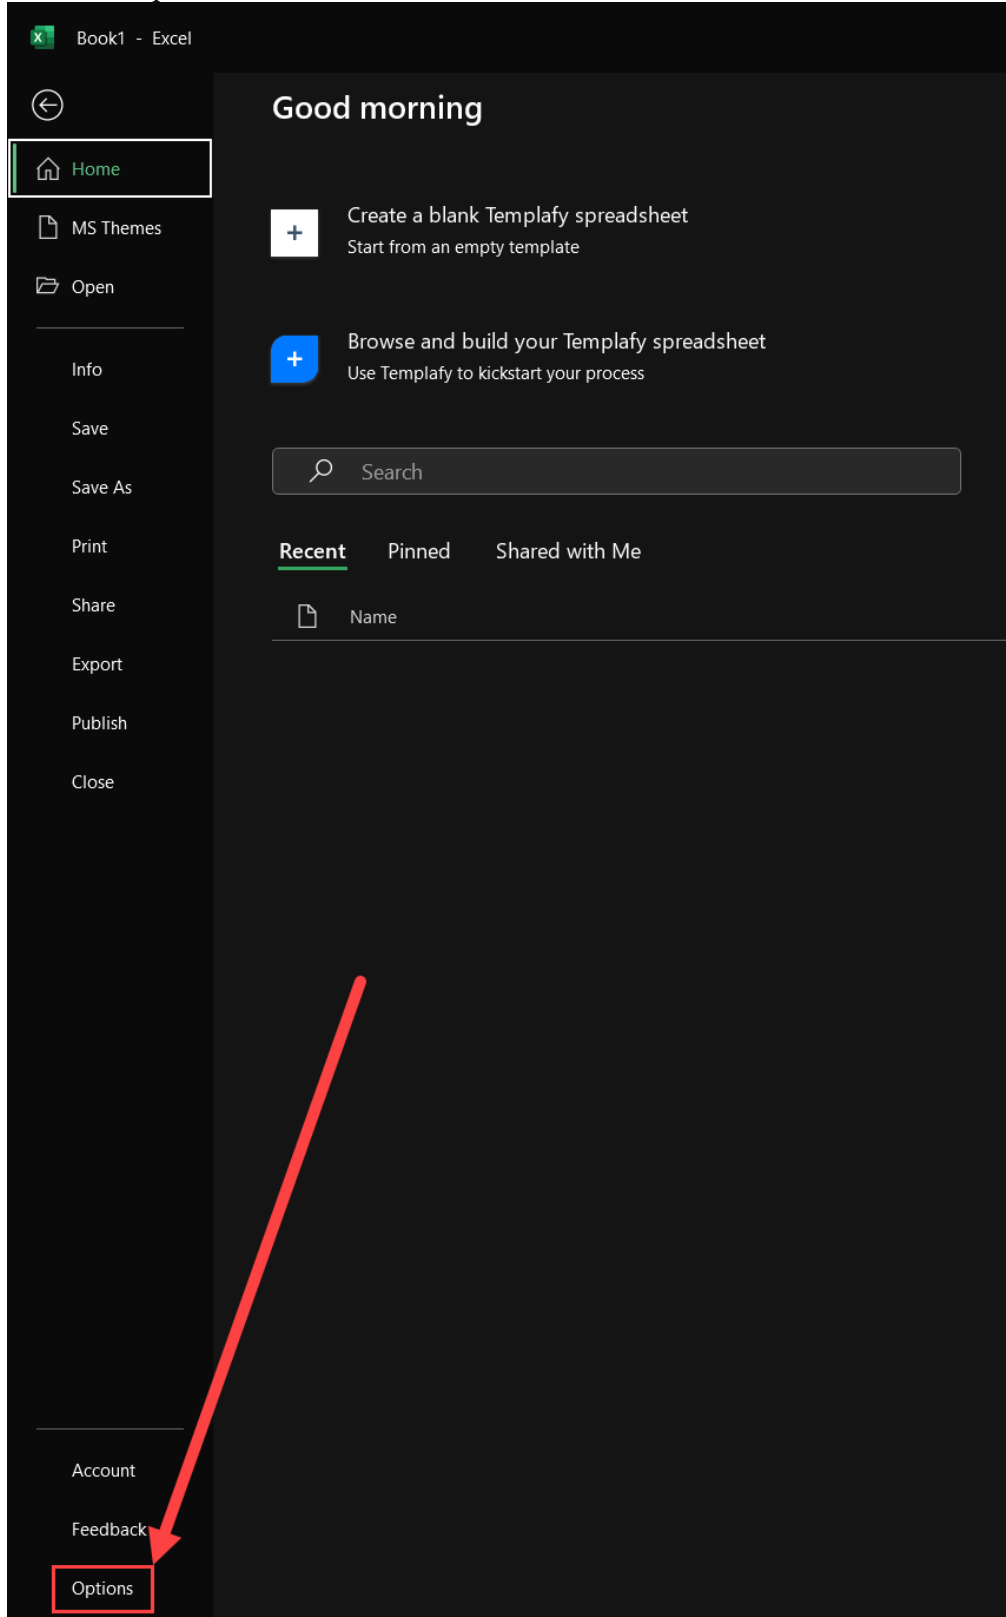 Book1 - Excel
Good morning
Home
MS Themes
Open
Info
Save
Save As
Print
Share
Export
Publish
Close
Account
Feedback
Options
Create a blank Templafy spreadsheet
Start from an empty template
Browse and build your Templafy spreadsheet
Use Templafy to kickstart your process
Search
Recent Pinned Shared with Me
Name